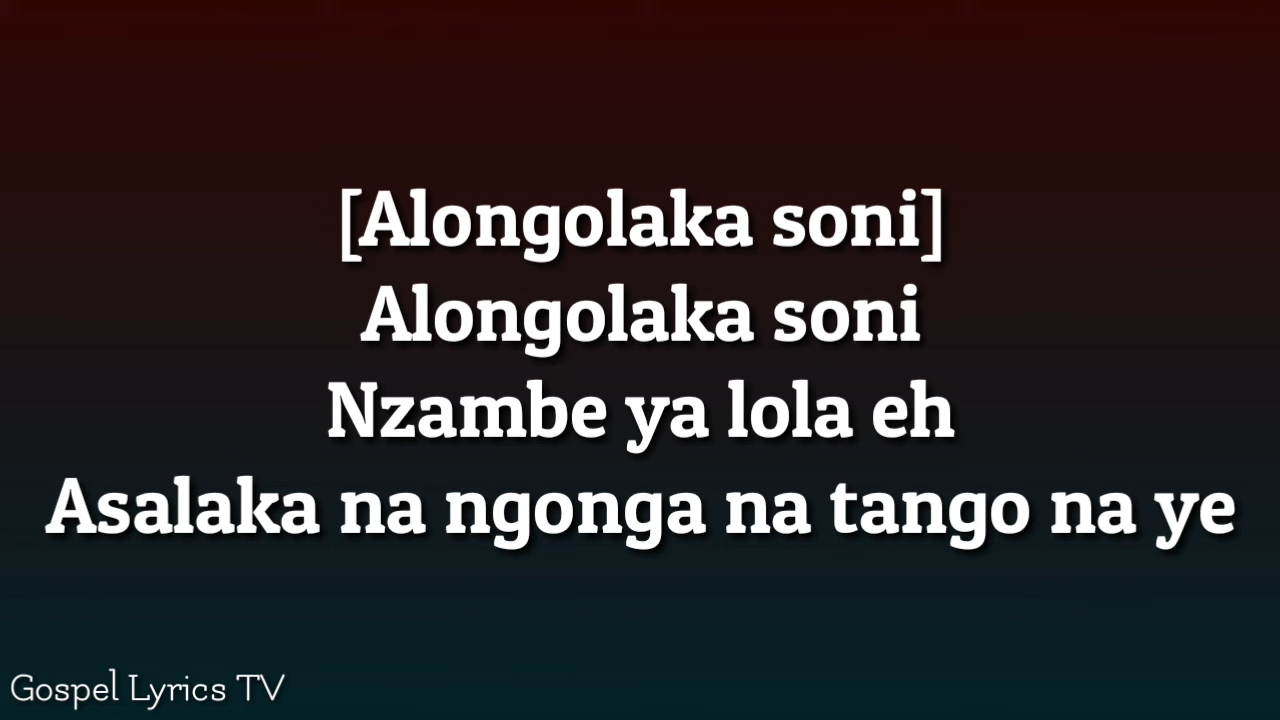 [Alongolaka soni]
Alongolaka soni
Nzambe ya lola eh
Asalaka na ngonga na tango na ye
Gospel Lyrics TV